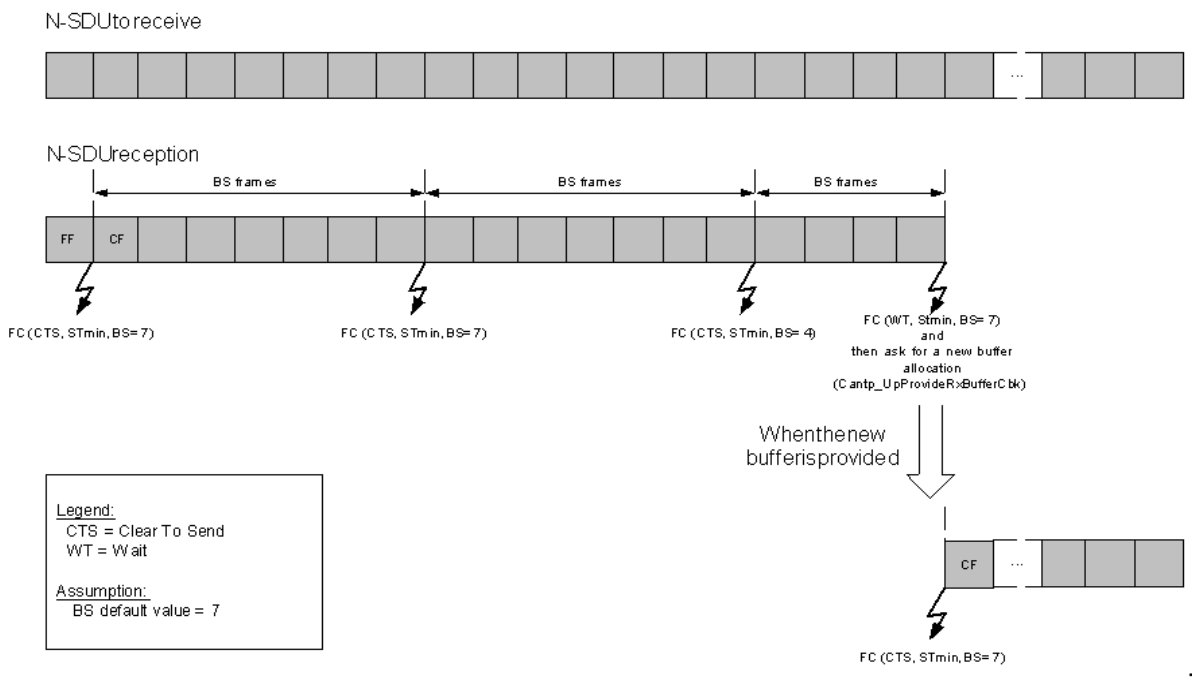 N-SDUtoreceive
...
N-SDUreception
BS frames
BS frames
BS frames
FF
CF
FC (CTS, STmin, BS= 7)
FC (CTS, STmin, BS= 7)
FC (CTS, STmin, BS= 4)
FC (WT, Stmin, BS= 7)
and
then ask for a new buffer
allocation
(Cantp_UpProvideRxBufferCbk)
Whenthenew
bufferisprovided
Legend:
CTS = Clear To Send
WT = Wait
Assumption:
BS default value = 7
CF
...
FC (CTS, STmin, BS= 7)
.